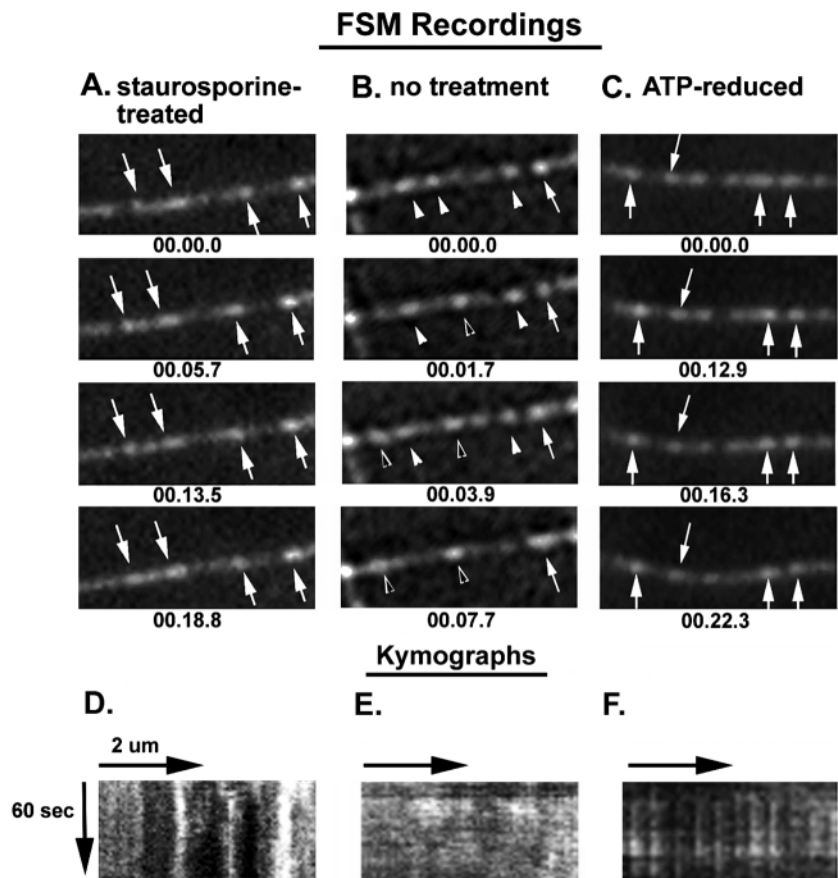 FSM Recordings
A. staurosporine-
treated
B. no treatment
C. ATP-reduced
00.00.0
00.00.0
00.00.0
00.05.7
00.01.7
00.12.9
00.13.5
00.03.9
00.16.3
00.18.8
00.07.7
00.22.3
Kymographs
D.
E.
F.
2 um
60 sec